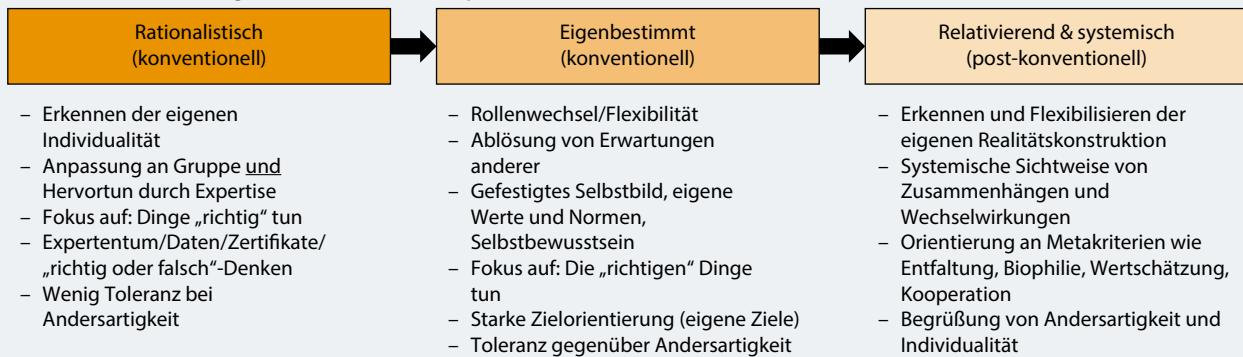 Rationalistisch
(konventionell)
Eigenbestimmt
(konventionell)
Relativierend & systemisch
(post-konventionell)
– Erkennen der eigenen
Individualität
– Anpassung an Gruppe und
Hervortun durch Expertise
– Fokus auf: Dinge „richtig“ tun
– Expertentum/Daten/Zertifikate/
„richtig oder falsch“-Denken
– Wenig Toleranz bei
Andersartigkeit
– Rollenwechsel/Flexibilität
– Ablösung von Erwartungen
anderer
– Gefestigtes Selbstbild, eigene
Werte und Normen,
Selbstbewusstsein
– Fokus auf: Die „richtigen“ Dinge
tun
– Starke Zielorientierung (eigene Ziele)
– Toleranz gegenüber Andersartigkeit
– Erkennen und Flexibilisieren der
eigenen Realitätskonstruktion
– Systemische Sichtweise von
Zusammenhängen und
Wechselwirkungen
– Orientierung an Metakriterien wie
Entfaltung, Biophilie, Wertschätzung,
Kooperation
– Begrüßung von Andersartigkeit und
Individualität